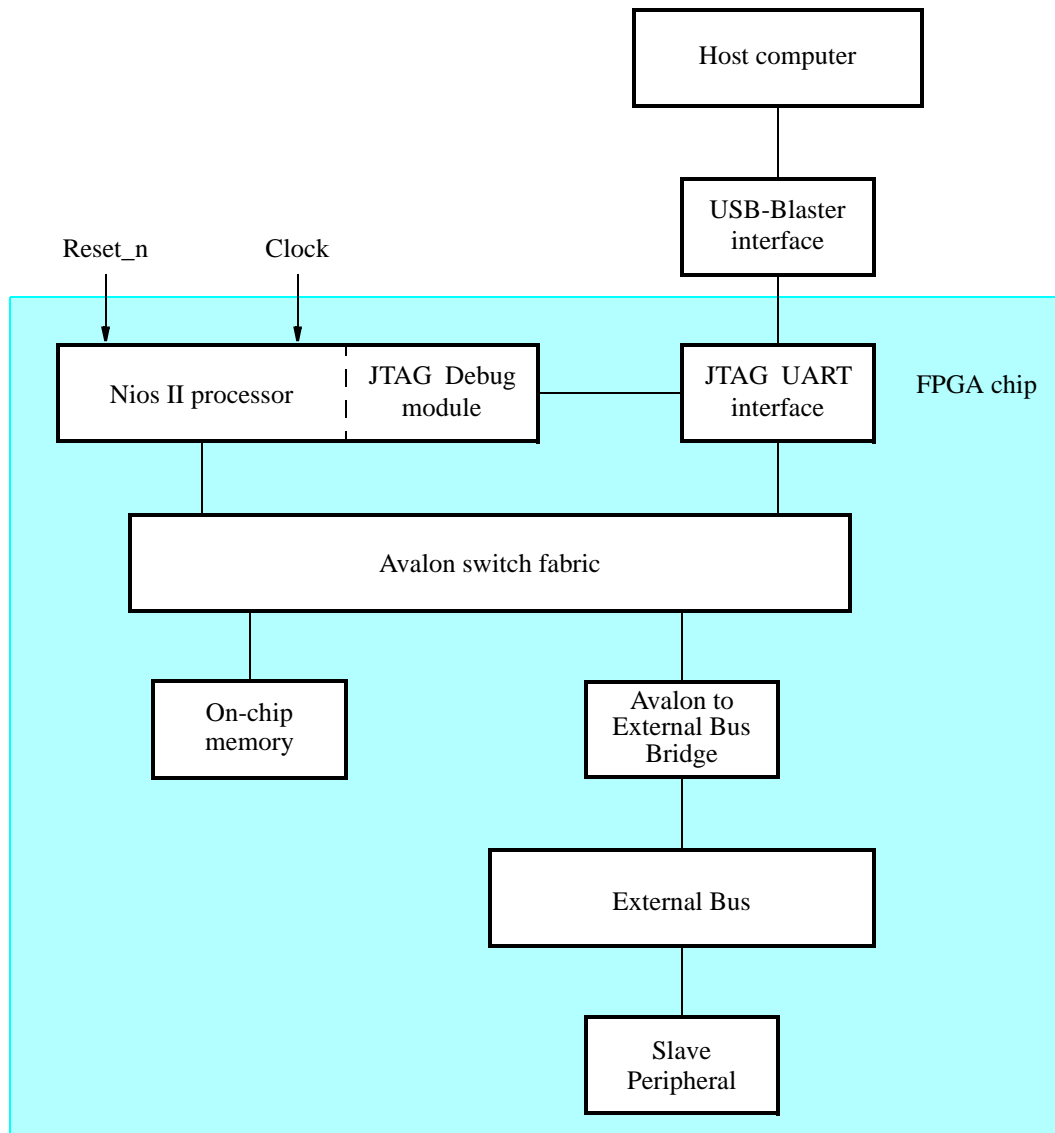 Host computer
USB-Blaster
interface
Reset_n
Clock
Nios II processor
JTAG Debug
module
JTAG UART
interface
FPGA chip
Avalon switch fabric
On-chip
memory
Avalon to
External Bus
Bridge
External Bus
Slave
Peripheral